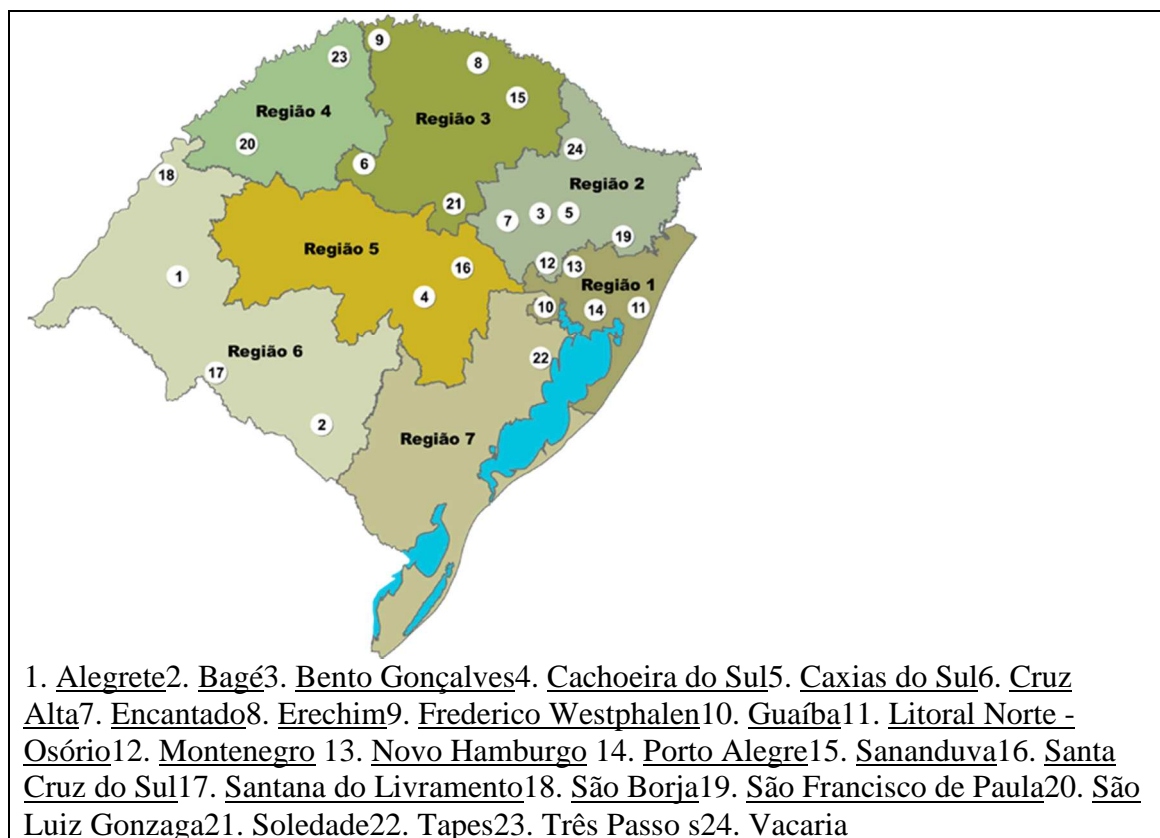 9
23
8
15
Região 4
Região 3
20
24
6
18
Região 2
21
7 3 5
19
Região 5
12 13
16
1
Região 1
4
10 14 11
Região 6
22
17
2
Região 7
1. Alegrete2. Bagé3. Bento Gonçalves4. Cachoeira do Sul5. Caxias do Sul6. Cruz
Alta7. Encantado8. Erechim9. Frederico Westphalen10. Guaíba11. Litoral Norte -
Osório12. Montenegro 13. Novo Hamburgo 14. Porto Alegre15. Sananduva16. Santa
Cruz do Sul17. Santana do Livramento18. São Borja19. São Francisco de Paula20. São
Luiz Gonzaga21. Soledade22. Tapes23. Três Passo s24. Vacaria